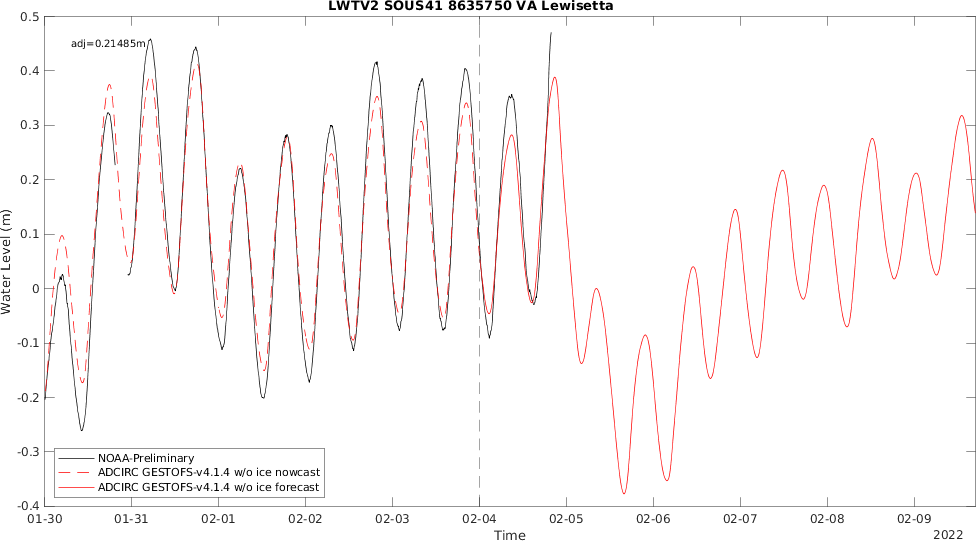 LWTV2 SOUS41 8635750 VA Lewisetta
adj=0.21485m
0.5
0.4
0.3
0.2
0.1
0
-0.1
-0.2
-0.3
-0.4
Water Level (m)
NOAA-Preliminary
ADCIRC GESTOFS-v4.1.4 w/o ice nowcast
ADCIRC GESTOFS-v4.1.4 w/o ice forecast
01-30 01-31 02-01 02-02 02-03 02-04 02-05 02-06 02-07 02-08 02-09
Time
2022